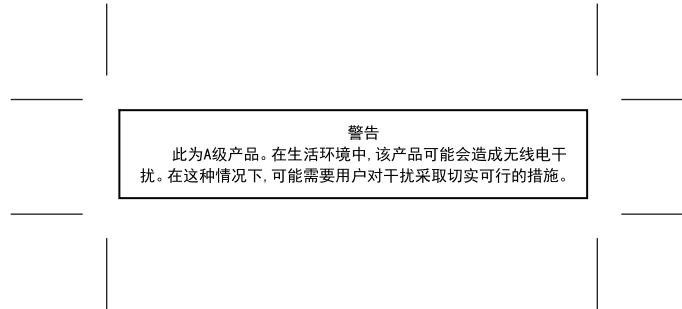 警告
此为A级产品。在生活环境中,该产品可能会造成无线电干
扰。在这种情况下,可能需要用户对干扰采取切实可行的措施。